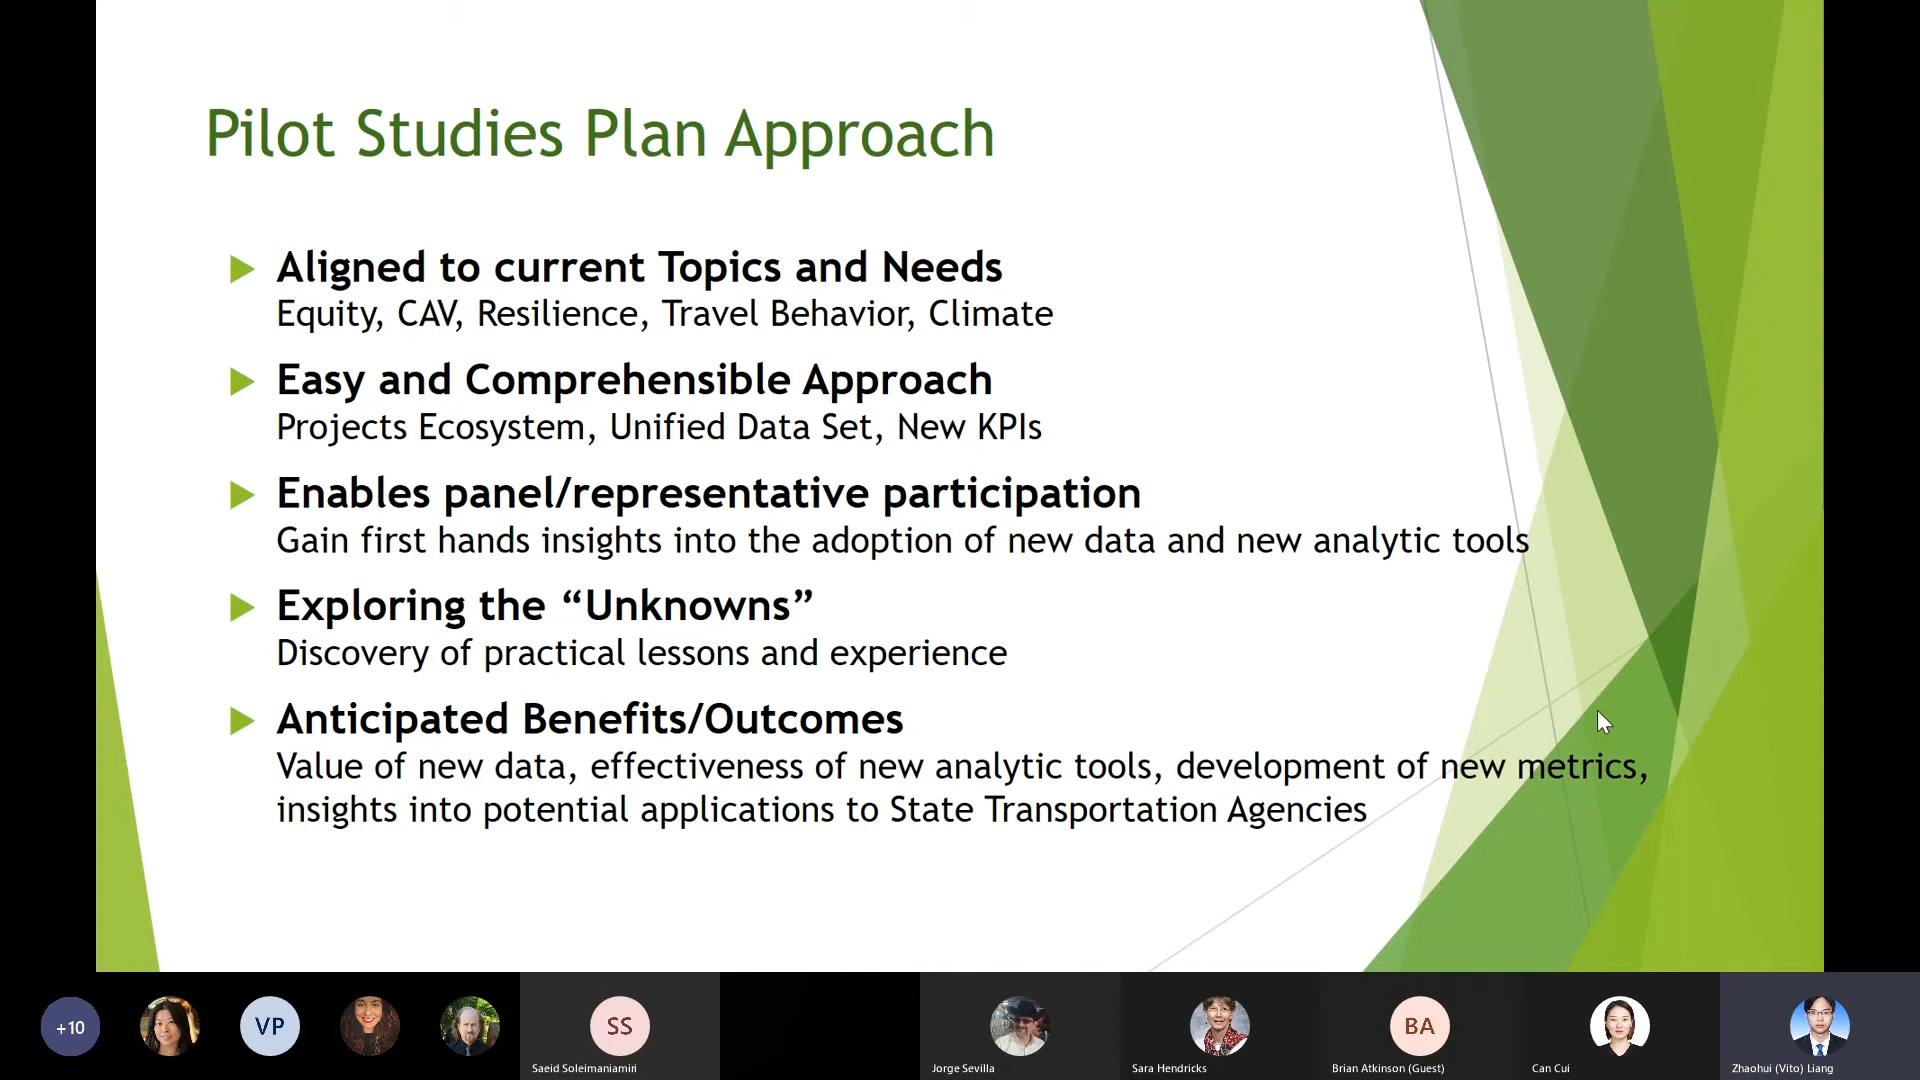 Pilot Studies Plan Approach
Aligned to current Topics and Needs
Equity, CAV, Resilience, Travel Behavior, Climate
Easy and Comprehensible Approach
Projects Ecosystem, Unified Data Set, New KPIs
Enables panel/representative participation
Gain first hands insights into the adoption of new data and new analytic tools
Exploring the “Unknowns”
Discovery of practical lessons and experience
Anticipated Benefits/Outcomes
Value of new data, effectiveness of new analytic tools, development of new metrics,
insights into potential applications to State Transportation Agencies
+10
VP
SS
BA
Saeid Soleimaniamiri
Jorge Sevilla
Sara Hendricks
Brian Atkinson (Guest)
Can Cui
Zhaohui (Vito) Liang